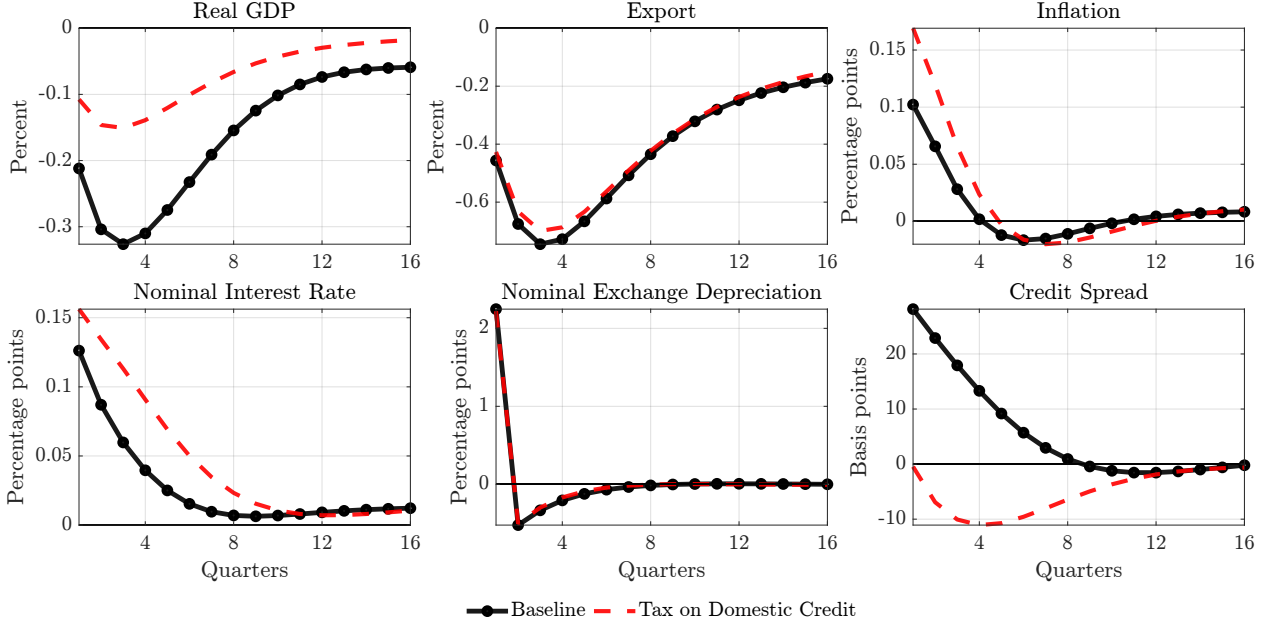 Real GDP
Export
Inflation
0
-0.1
-0.2
-0.3
Percent
4 8 12 16
0
-0.2
-0.4
-0.6
Percent
4 8 12 16
0.15
0.1
0.05
0
Percentage points
4 8 12 16
Nominal Interest Rate
Nominal Exchange Depreciation
Credit Spread
0.15
0.1
0.05
0
Percentage points
4 8 12 16
Quarters
2
1
0
Percentage points
4 8 12 16
Quarters
20
10
0
-10
Basis points
4 8 12 16
Quarters
Baseline Tax on Domestic Credit